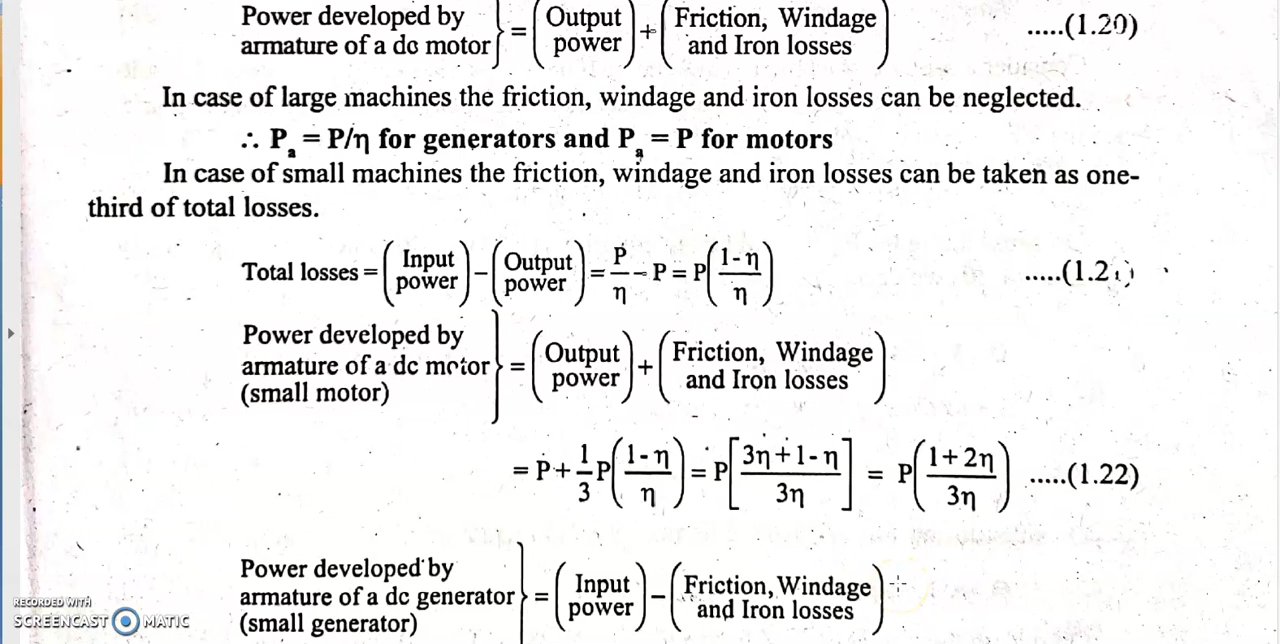 Power developed by armature of a dc motor } = (Output power) + (Friction, Windage and Iron losses) .....(1.20)
In case of large machines the friction, windage and iron losses can be neglected.
∴ Pₐ = P/η for generators and Pₐ = P for motors
In case of small machines the friction, windage and iron losses can be taken as one-
third of total losses.
Total losses = (Input power) − (Output power) = P/η − P = P((1-η)/η) .....(1.21)
Power developed by armature of a dc motor (small motor) } = (Output power) + (Friction, Windage and Iron losses)
= P + 1/3 P((1-η)/η) = P[(3η+1-η)/3η] = P((1+2η)/3η) .....(1.22)
Power developed by armature of a dc generator (small generator) } = (Input power) − (Friction, Windage and Iron losses)
RECORDED WITH
SCREENCAST MATIC